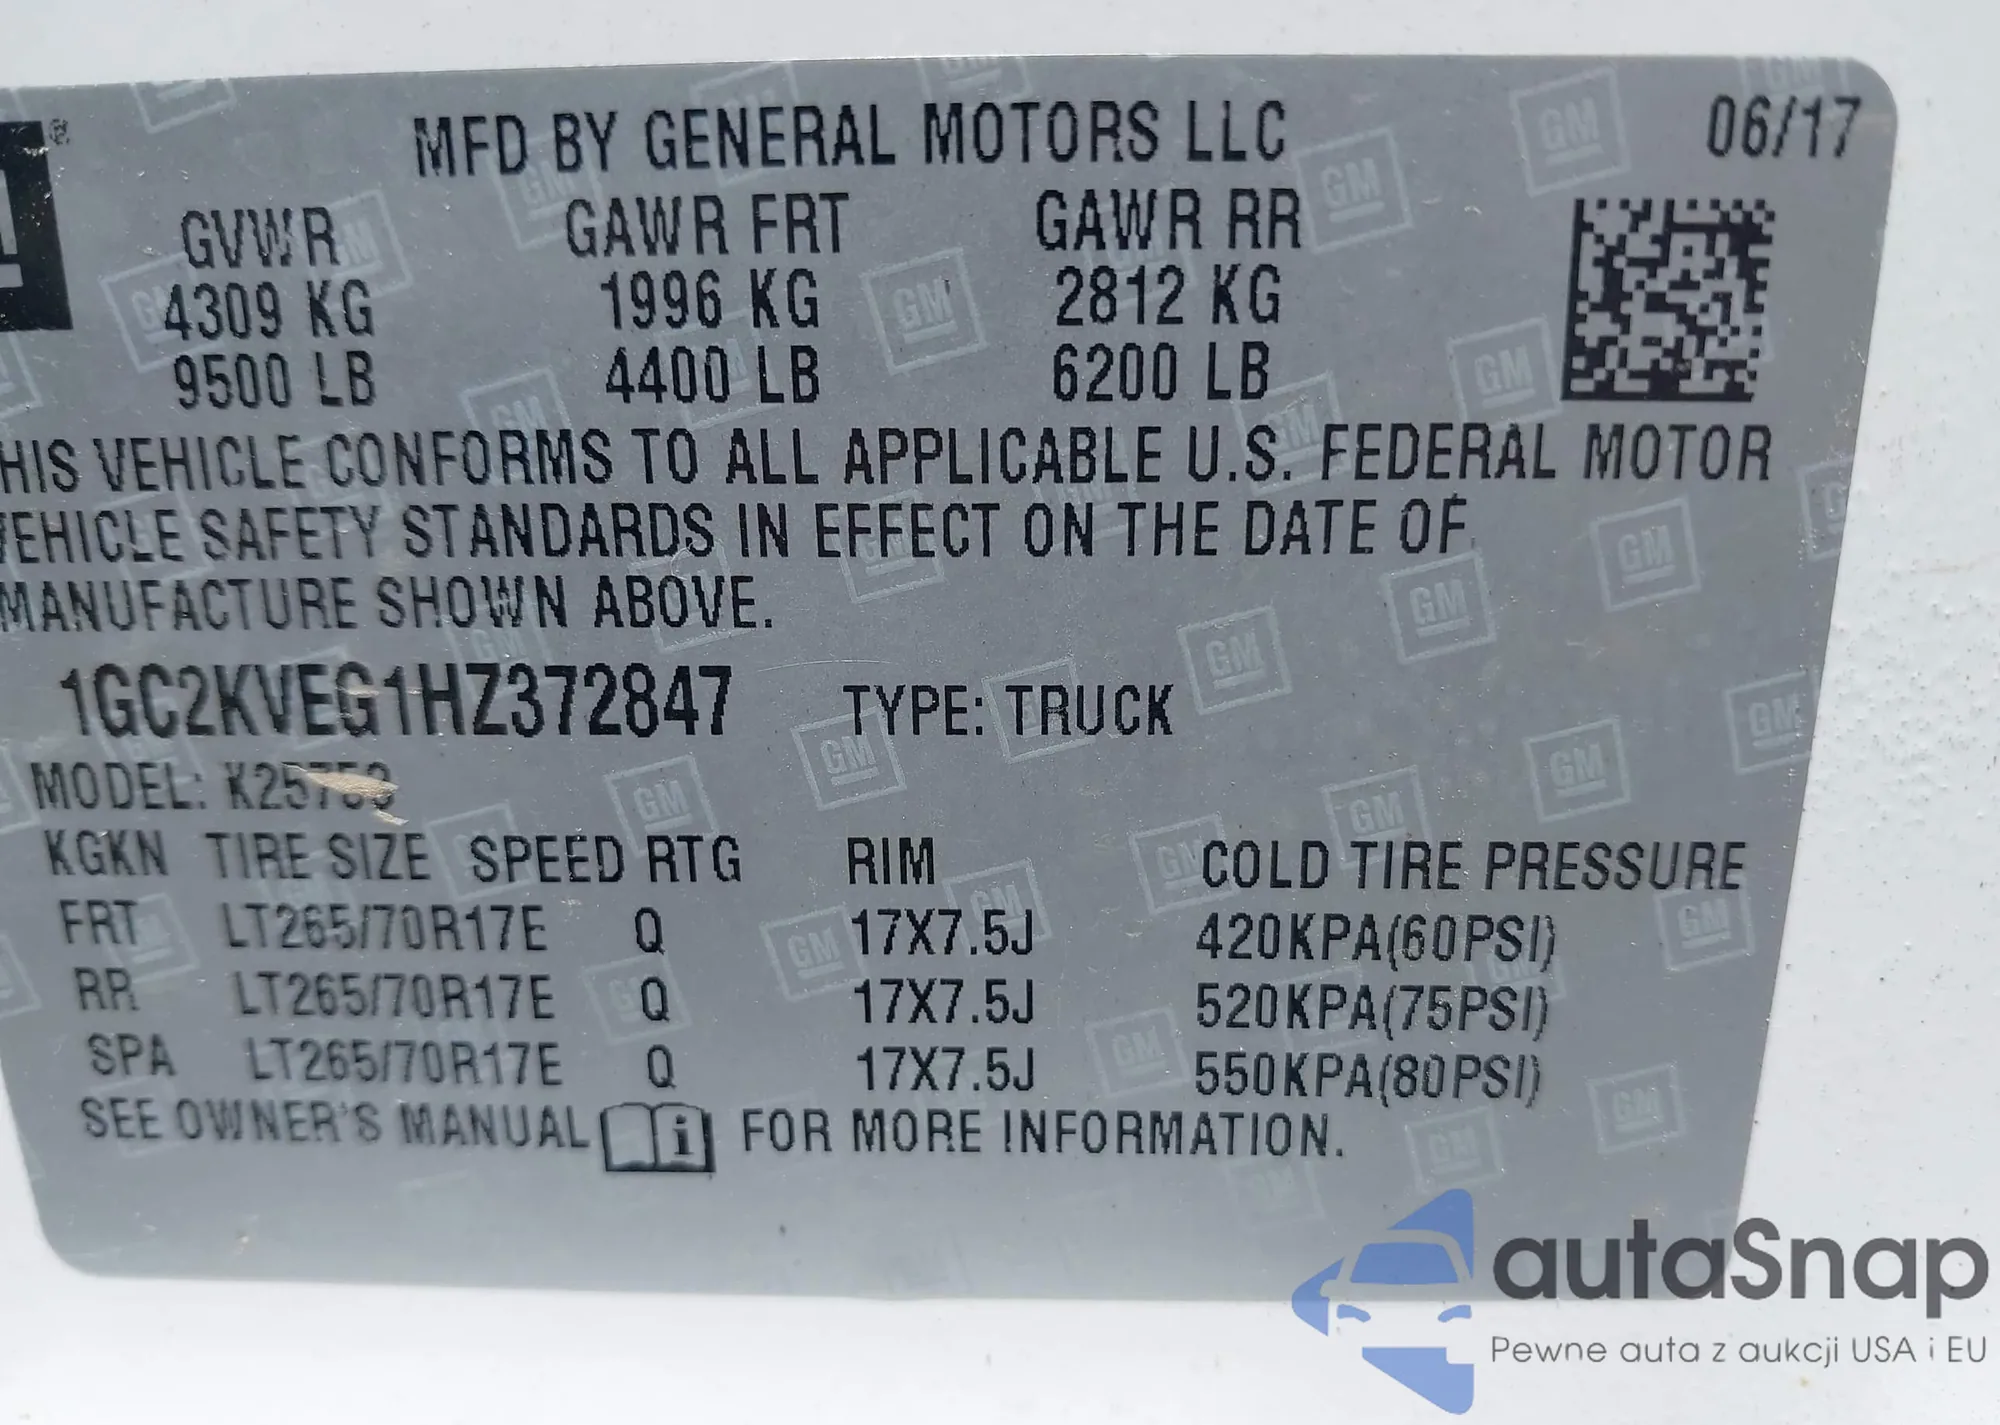 MFD BY GENERAL MOTORS LLC 06/17
GVWR GAWR FRT GAWR RR
4309 KG 1996 KG 2812 KG
9500 LB 4400 LB 6200 LB
HIS VEHICLE CONFORMS TO ALL APPLICABLE U.S. FEDERAL MOTOR
VEHICLE SAFETY STANDARDS IN EFFECT ON THE DATE OF
MANUFACTURE SHOWN ABOVE.
1GC2KVEG1HZ372847 TYPE: TRUCK
MODEL: K25753
KGKN TIRE SIZE SPEED RTG RIM COLD TIRE PRESSURE
FRT LT265/70R17E Q 17X7.5J 420KPA(60PSI)
RR LT265/70R17E Q 17X7.5J 520KPA(75PSI)
SPA LT265/70R17E Q 17X7.5J 550KPA(80PSI)
SEE OWNER'S MANUAL i FOR MORE INFORMATION.
autaSnap
Pewne auta z aukcji USA i EU